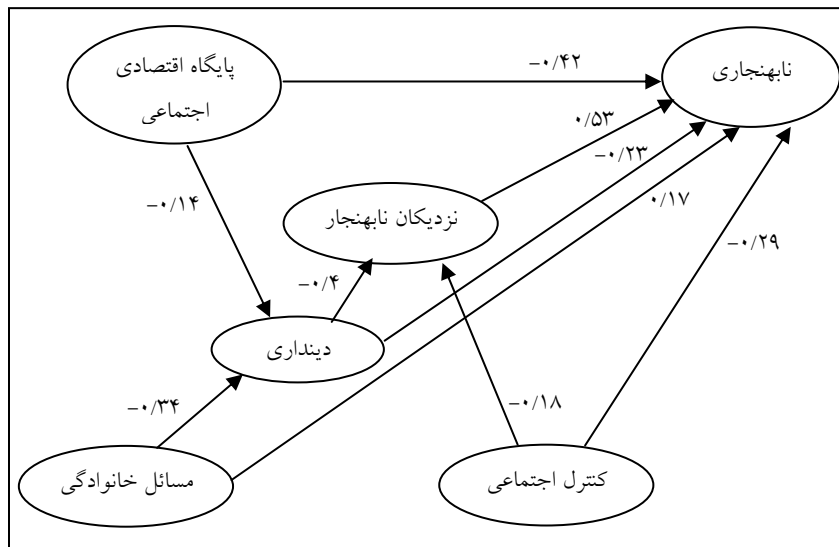 پایگاه اقتصادی
اجتماعی
-۰/۴۲
نابهنجاری
۰/۵۳
-۰/۲۳
۰/۱۷
-۰/۱۴
نزدیکان نابهنجار
-۰/۲۹
-۰/۴
دینداری
-۰/۳۴
-۰/۱۸
مسائل خانوادگی
کنترل اجتماعی